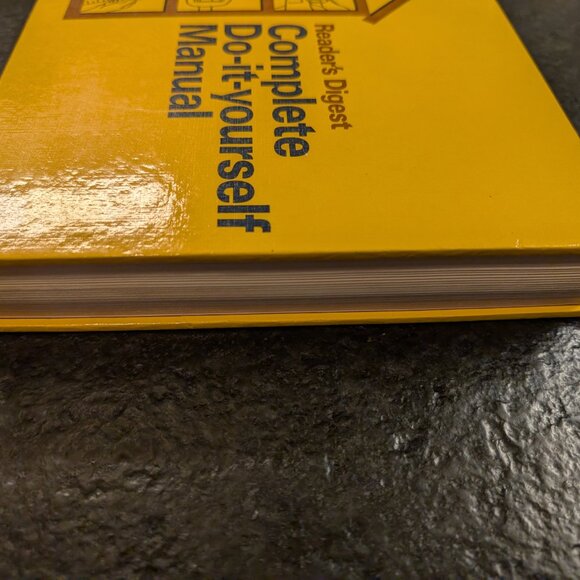 Reader's Digest
Complete
Do-it-yourself
Manual